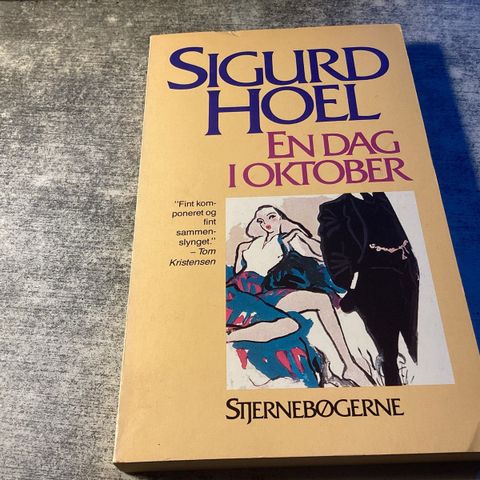 SIGURD
HOEL
EN DAG
I OKTOBER
"Fint kom-
poneret og
fint
sammen-
slynget."
– Tom
Kristensen
STJERNEBØGERNE